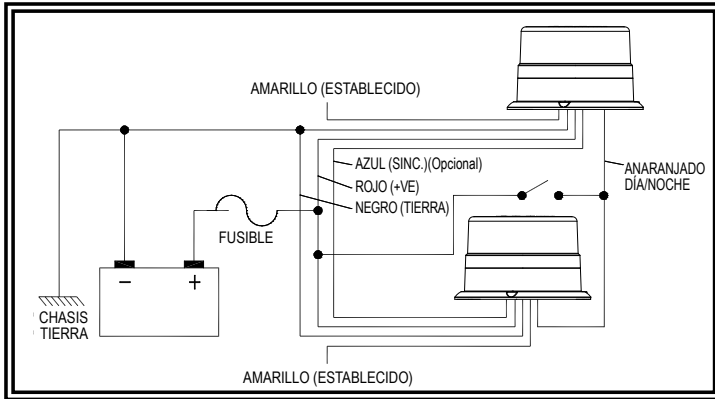 AMARILLO (ESTABLECIDO)
AZUL (SINC.)(Opcional)
ROJO (+VE)
NEGRO (TIERRA)
ANARANJADO
DÍA/NOCHE
FUSIBLE
− +
CHASIS
TIERRA
AMARILLO (ESTABLECIDO)